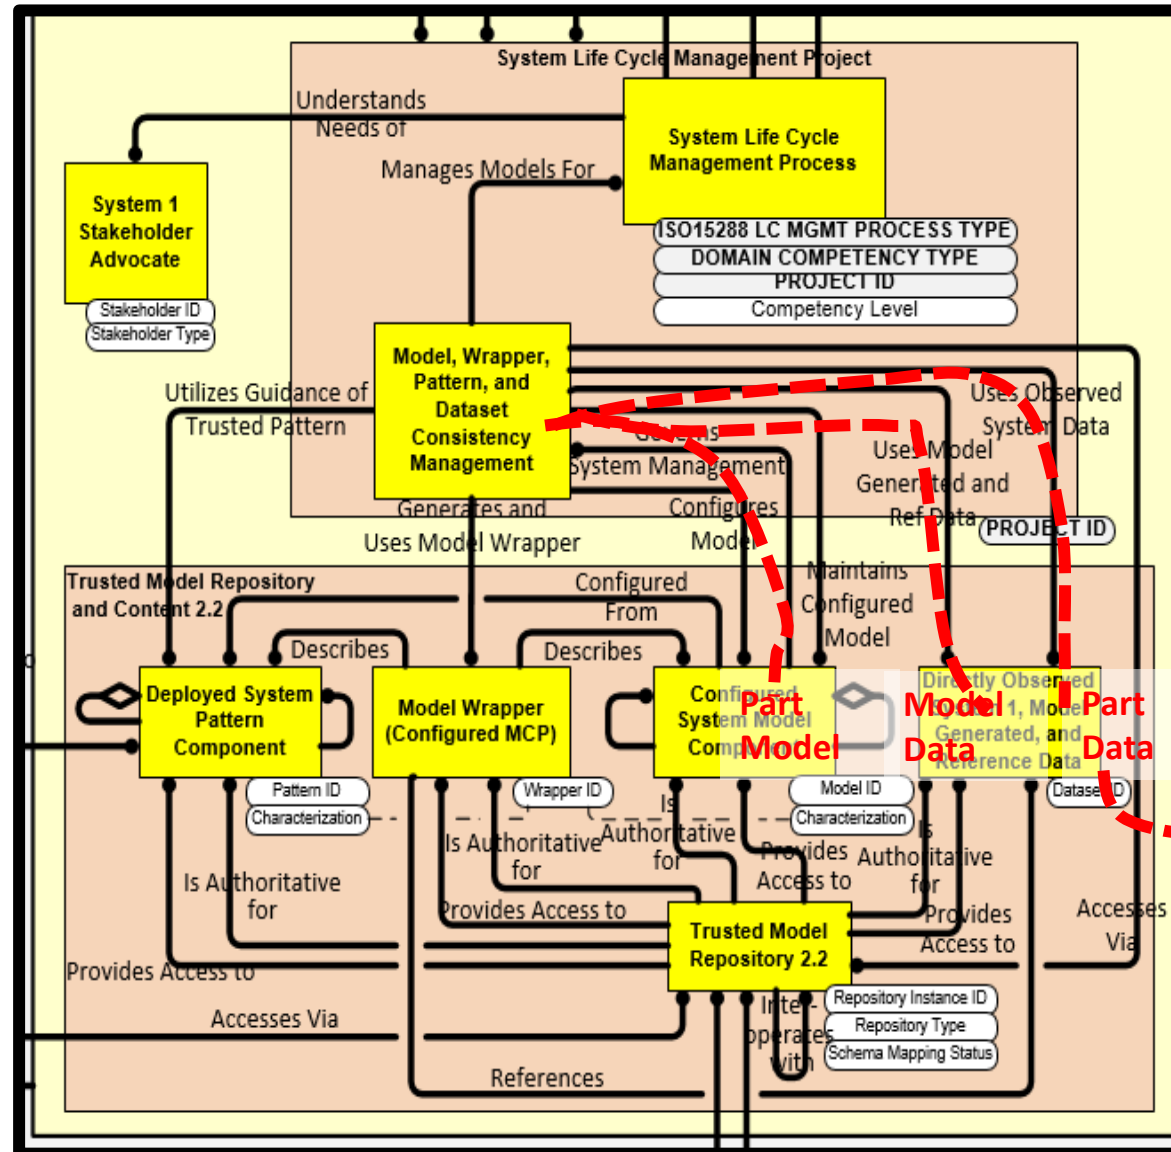 System Life Cycle Management Project
Understands
Needs of
System Life Cycle
Management Process
Manages Models For
System 1
Stakeholder
Advocate
ISO15288 LC MGMT PROCESS TYPE
DOMAIN COMPETENCY TYPE
PROJECT ID
Competency Level
Stakeholder ID
Stakeholder Type
Model, Wrapper,
Pattern, and
Dataset
Consistency
Management
Utilizes Guidance of
Trusted Pattern
Uses Observed
System Data
Governs
System Management
Uses Model
Generated and
Ref Data
Generates and
Uses Model Wrapper
Configures
Model
PROJECT ID
Trusted Model Repository
and Content 2.2
Configured
From
Maintains
Configured
Model
Describes
Describes
Deployed System
Pattern
Component
Model Wrapper
(Configured MCP)
Configured
System Model
Component
Directly Observed
System 1, Model
Generated, and
Reference Data
Part
Model
Model
Data
Part
Data
Pattern ID
Characterization
Wrapper ID
Model ID
Characterization
Dataset ID
Is Authoritative
for
Is Authoritative
for
Is
Authoritative
for
Provides
Access to
Is
Authoritative
for
Provides Access to
Provides
Access to
Accesses
Via
Trusted Model
Repository 2.2
Provides Access to
Repository Instance ID
Repository Type
Schema Mapping Status
Inter-
operates
with
Accesses Via
References